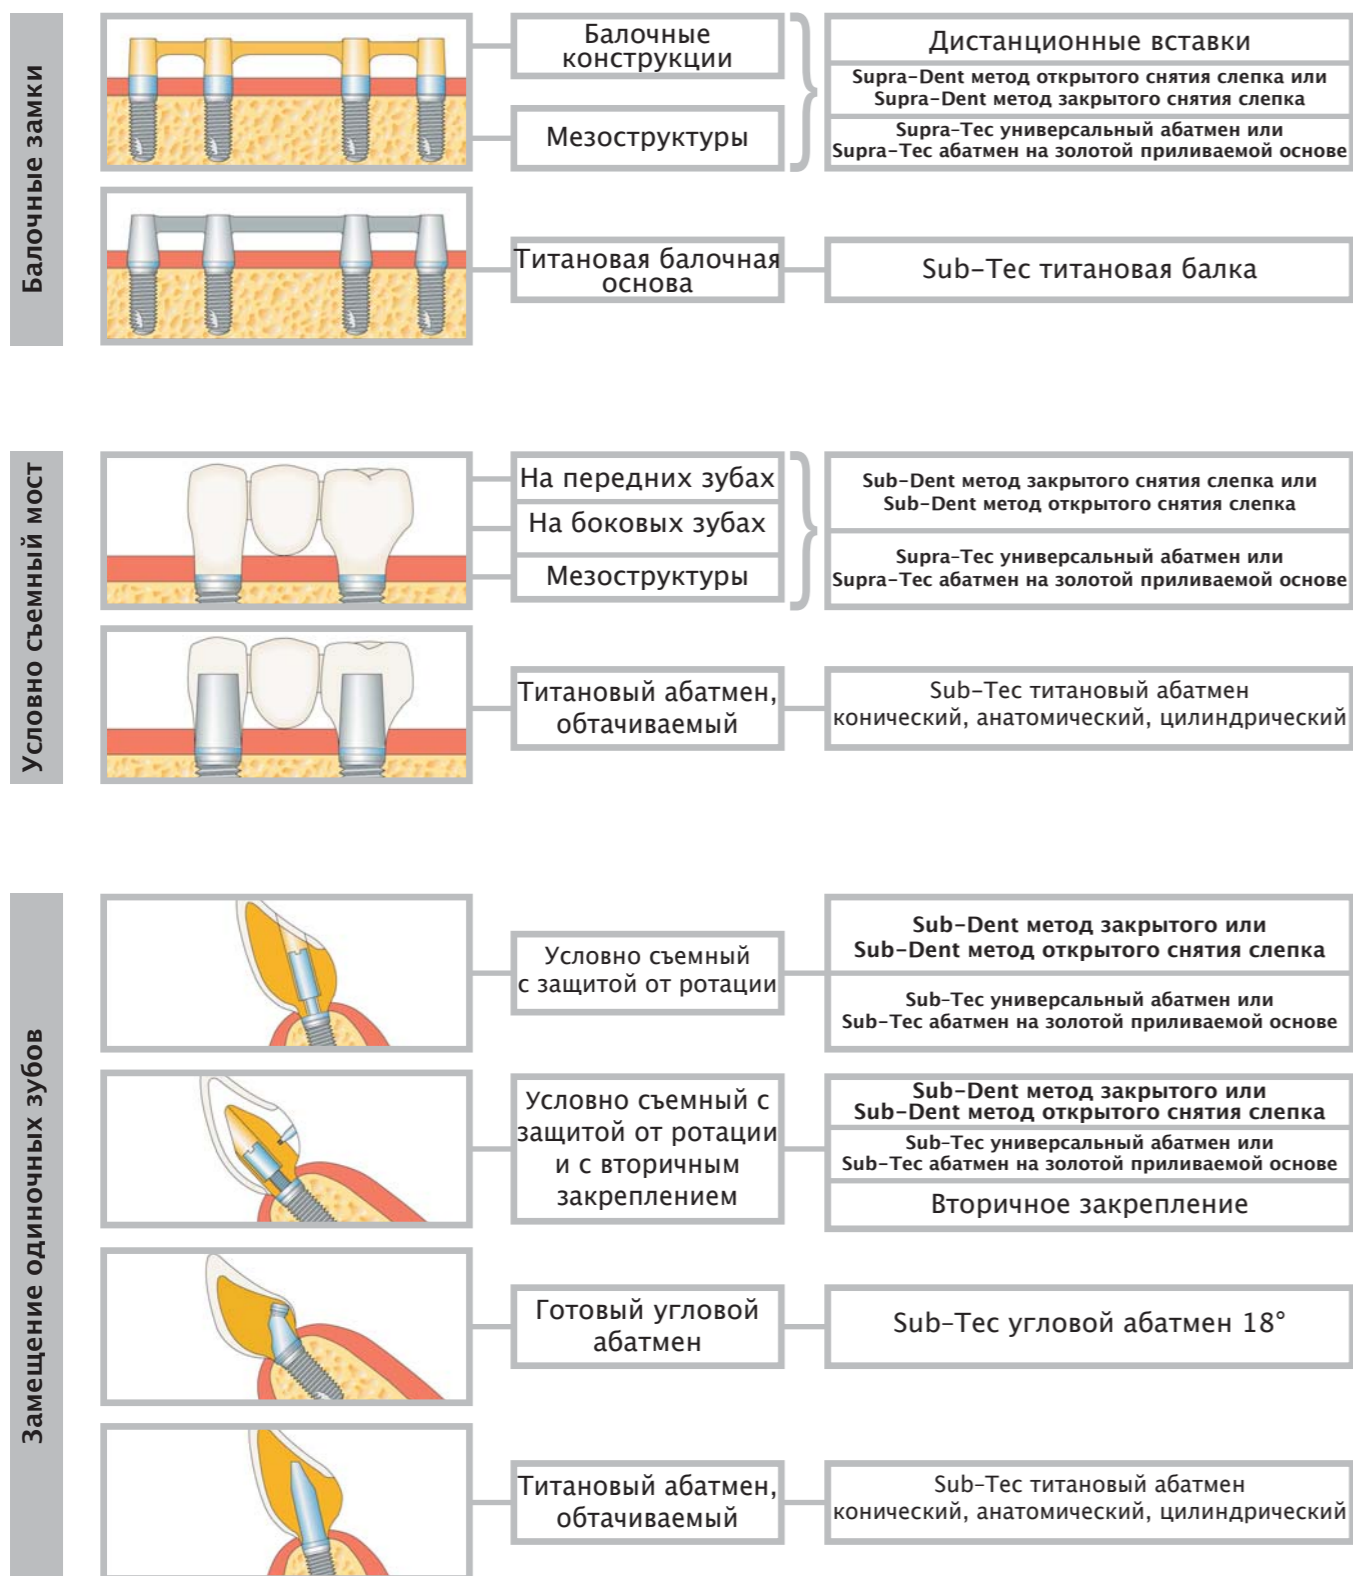 Балочные замки
Балочные
конструкции
Мезоструктуры
Дистанционные вставки
Supra-Dent метод открытого снятия слепка или
Supra-Dent метод закрытого снятия слепка
Supra-Tec универсальный абатмен или
Supra-Tec абатмен на золотой приливаемой основе
Титановая балочная
основа
Sub-Tec титановая балка
Условно съемный мост
На передних зубах
На боковых зубах
Мезоструктуры
Sub-Dent метод закрытого снятия слепка или
Sub-Dent метод открытого снятия слепка
Supra-Tec универсальный абатмен или
Supra-Tec абатмен на золотой приливаемой основе
Титановый абатмен,
обтачиваемый
Sub-Tec титановый абатмен
конический, анатомический, цилиндрический
Замещение одиночных зубов
Условно съемный
с защитой от ротации
Sub-Dent метод закрытого или
Sub-Dent метод открытого снятия слепка
Sub-Tec универсальный абатмен или
Sub-Tec абатмен на золотой приливаемой основе
Условно съемный с
защитой от ротации
и с вторичным
закреплением
Sub-Dent метод закрытого или
Sub-Dent метод открытого снятия слепка
Sub-Tec универсальный абатмен или
Sub-Tec абатмен на золотой приливаемой основе
Вторичное закрепление
Готовый угловой
абатмен
Sub-Tec угловой абатмен 18°
Титановый абатмен,
обтачиваемый
Sub-Tec титановый абатмен
конический, анатомический, цилиндрический